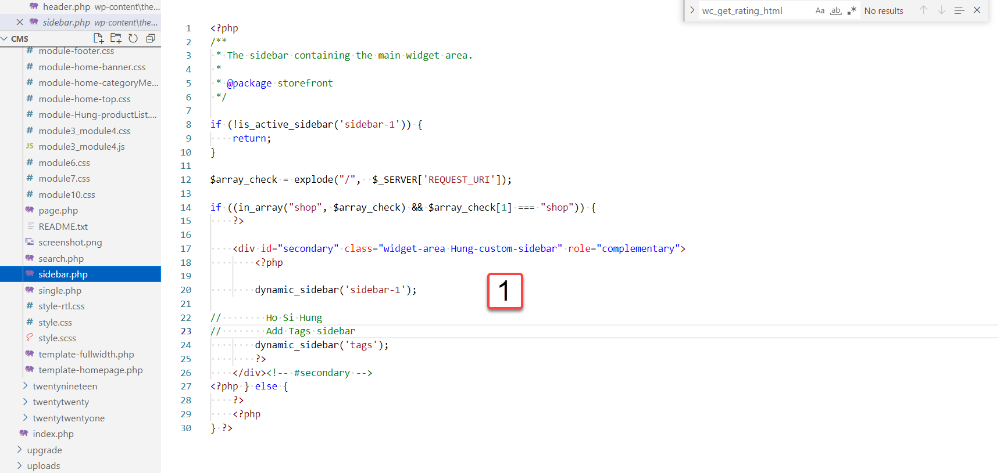 header.php wp-content\the...
sidebar.php wp-content\the...
CMS
module-footer.css
module-home-banner.css
module-home-categoryMe...
module-home-top.css
module-Hung-productList....
module3_module4.css
JS module3_module4.js
module6.css
module7.css
module10.css
page.php
README.txt
screenshot.png
search.php
sidebar.php
single.php
style-rtl.css
style.css
style.scss
template-fullwidth.php
template-homepage.php
twentynineteen
twentytwenty
twentytwentyone
index.php
upgrade
uploads
wc_get_rating_html Aa ab .* No results
1 <?php
2 /**
3 * The sidebar containing the main widget area.
4 *
5 * @package storefront
6 */
7
8 if (!is_active_sidebar('sidebar-1')) {
9 return;
10 }
11
12 $array_check = explode("/",  $_SERVER['REQUEST_URI']);
13
14 if ((in_array("shop", $array_check) && $array_check[1] === "shop")) {
15 ?>
16
17 <div id="secondary" class="widget-area Hung-custom-sidebar" role="complementary">
18 <?php
19
20 dynamic_sidebar('sidebar-1');
21
22 // Ho Si Hung
23 // Add Tags sidebar
24 dynamic_sidebar('tags');
25 ?>
26 </div><!-- #secondary -->
27 <?php } else {
28 ?>
29 <?php
30 } ?>
1